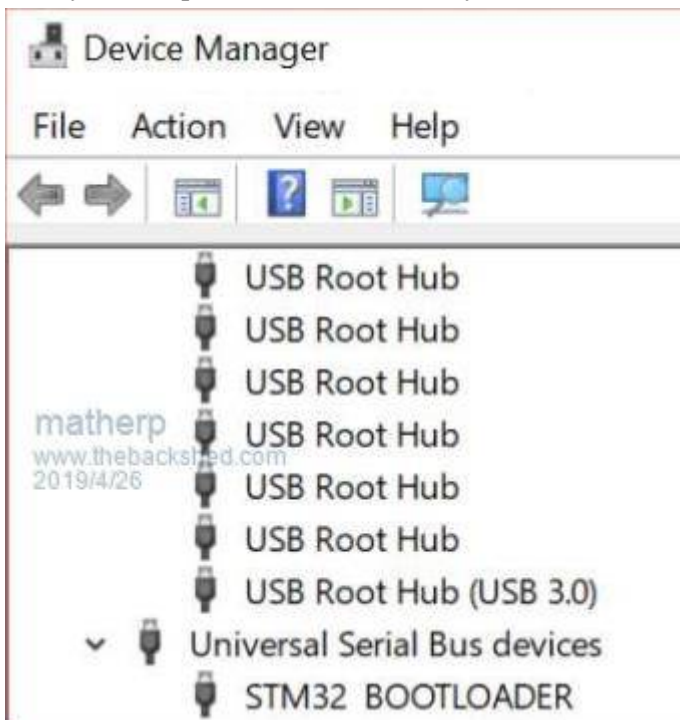 Device Manager
File Action View Help
USB Root Hub
USB Root Hub
USB Root Hub
matherp USB Root Hub
www.thebackshed.com
2019/4/26 USB Root Hub
USB Root Hub
USB Root Hub (USB 3.0)
Universal Serial Bus devices
STM32 BOOTLOADER